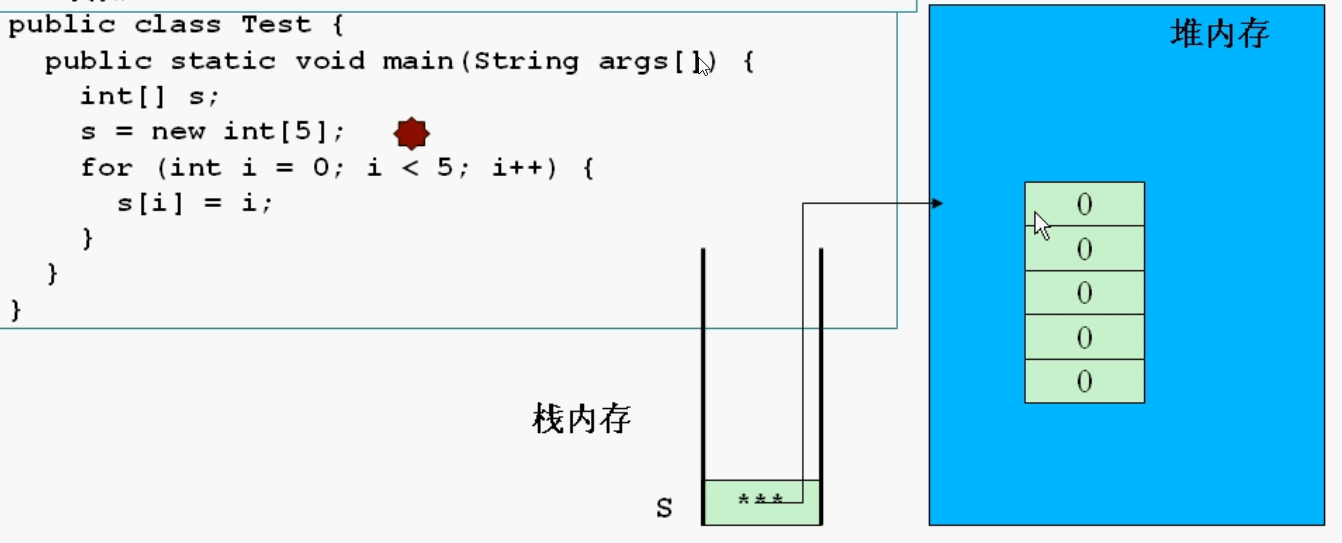 public class Test {
public static void main(String args[]) {
int[] s;
s = new int[5];
for (int i = 0; i < 5; i++) {
s[i] = i;
}
}
}
堆内存
0
0
0
0
0
栈内存
S
***